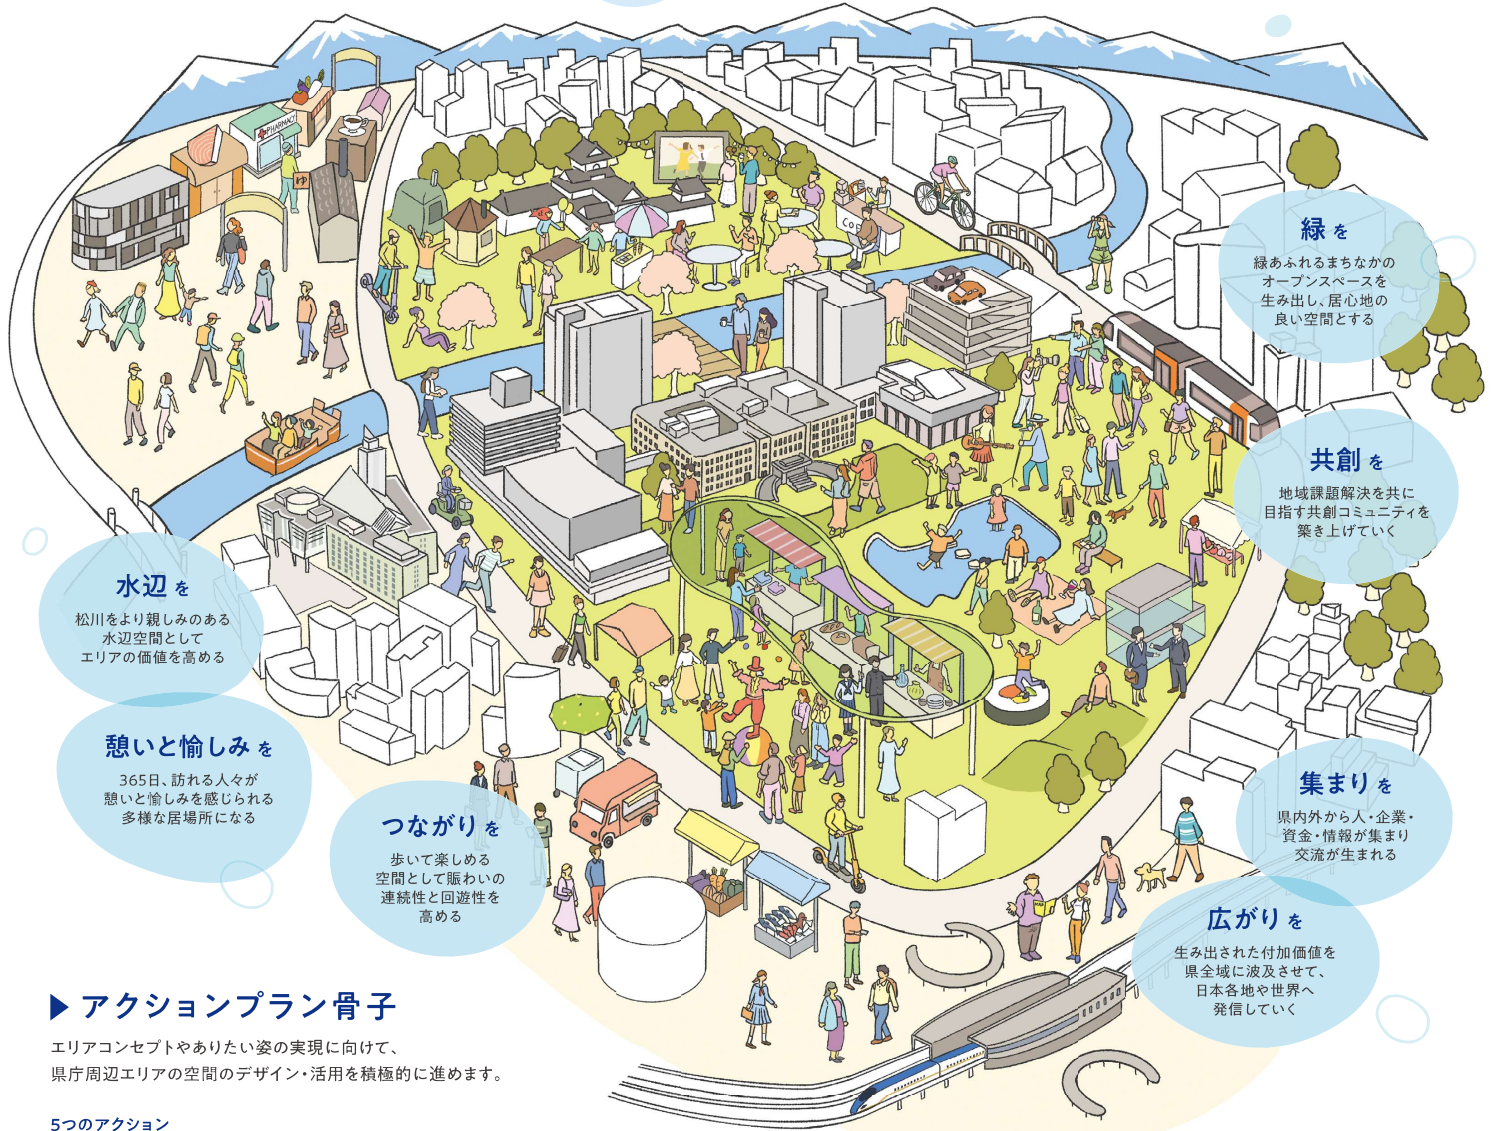 PHARMACY
ゆ
緑を
緑あふれるまちなかの
オープンスペースを
生み出し、居心地の
良い空間とする
共創を
地域課題解決を共に
目指す共創コミュニティを
築き上げていく
水辺を
松川をより親しみのある
水辺空間として
エリアの価値を高める
憩いと愉しみを
365日、訪れる人々が
憩いと愉しみを感じられる
多様な居場所になる
つながりを
歩いて楽しめる
空間として賑わいの
連続性と回遊性を
高める
集まりを
県内外から人・企業・
資金・情報が集まり
交流が生まれる
広がりを
生み出された付加価値を
県全域に波及させて、
日本各地や世界へ
発信していく
▶アクションプラン骨子
エリアコンセプトやありたい姿の実現に向けて、
県庁周辺エリアの空間のデザイン・活用を積極的に進めます。
5つのアクション